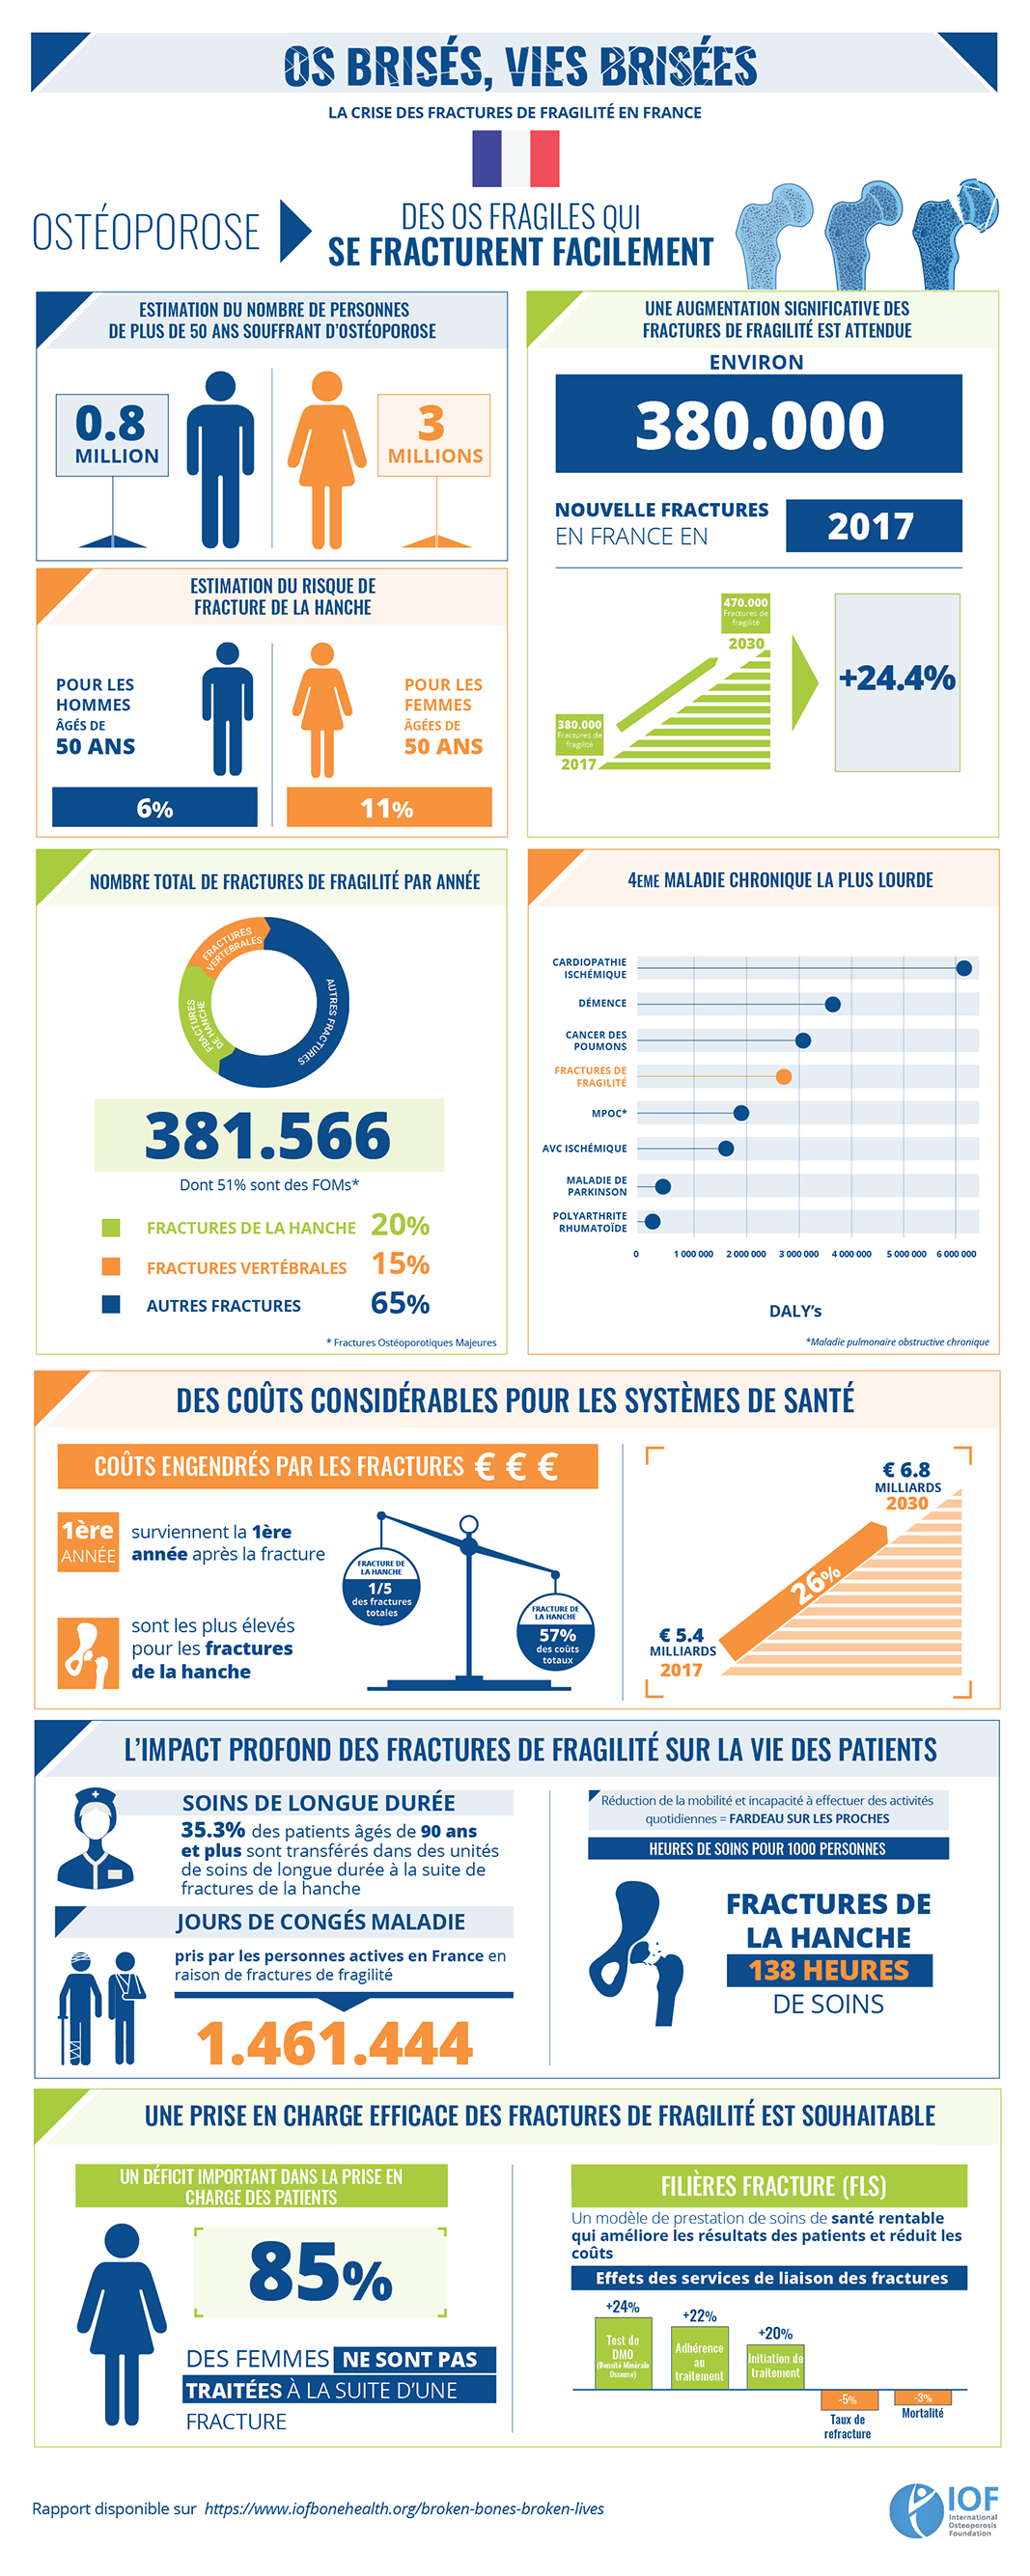 OS BRISÉS, VIES BRISÉES
LA CRISE DES FRACTURES DE FRAGILITÉ EN FRANCE
OSTÉOPOROSE
DES OS FRAGILES QUI
SE FRACTURENT FACILEMENT
ESTIMATION DU NOMBRE DE PERSONNES
DE PLUS DE 50 ANS SOUFFRANT D'OSTÉOPOROSE
0.8
MILLION
3
MILLIONS
ESTIMATION DU RISQUE DE
FRACTURE DE LA HANCHE
POUR LES
HOMMES
ÂGÉS DE
50 ANS
POUR LES
FEMMES
ÂGÉES DE
50 ANS
6%
11%
UNE AUGMENTATION SIGNIFICATIVE DES
FRACTURES DE FRAGILITÉ EST ATTENDUE
ENVIRON
380.000
NOUVELLE FRACTURES
EN FRANCE EN
2017
470.000
Fractures de
fragilité
2030
380.000
Fractures de
fragilité
2017
+24.4%
NOMBRE TOTAL DE FRACTURES DE FRAGILITÉ PAR ANNÉE
FRACTURES
VERTEBRALES
AUTRES FRACTURES
FRACTURES
DE HANCHE
381.566
Dont 51% sont des FOMs*
FRACTURES DE LA HANCHE 20%
FRACTURES VERTÉBRALES 15%
AUTRES FRACTURES 65%
* Fractures Ostéoporotiques Majeures
4EME MALADIE CHRONIQUE LA PLUS LOURDE
CARDIOPATHIE
ISCHÉMIQUE
DÉMENCE
CANCER DES
POUMONS
FRACTURES DE
FRAGILITÉ
MPOC*
AVC ISCHÉMIQUE
MALADIE DE
PARKINSON
POLYARTHRITE
RHUMATOÏDE
0 1 000 000 2 000 000 3 000 000 4 000 000 5 000 000 6 000 000
DALY's
*Maladie pulmonaire obstructive chronique
DES COÛTS CONSIDÉRABLES POUR LES SYSTÈMES DE SANTÉ
COÛTS ENGENDRÉS PAR LES FRACTURES € € €
1ère
ANNÉE
surviennent la 1ère
année après la fracture
sont les plus élevés
pour les fractures
de la hanche
FRACTURE DE
LA HANCHE
1/5
des fractures
totales
FRACTURE DE
LA HANCHE
57%
des coûts
totaux
€ 6.8
MILLIARDS
2030
26%
€ 5.4
MILLIARDS
2017
L'IMPACT PROFOND DES FRACTURES DE FRAGILITÉ SUR LA VIE DES PATIENTS
SOINS DE LONGUE DURÉE
35.3% des patients âgés de 90 ans
et plus sont transférés dans des unités
de soins de longue durée à la suite de
fractures de la hanche
JOURS DE CONGÉS MALADIE
pris par les personnes actives en France en
raison de fractures de fragilité
1.461.444
Réduction de la mobilité et incapacité à effectuer des activités
quotidiennes = FARDEAU SUR LES PROCHES
HEURES DE SOINS POUR 1000 PERSONNES
FRACTURES DE
LA HANCHE
138 HEURES
DE SOINS
UNE PRISE EN CHARGE EFFICACE DES FRACTURES DE FRAGILITÉ EST SOUHAITABLE
UN DÉFICIT IMPORTANT DANS LA PRISE EN
CHARGE DES PATIENTS
85%
DES FEMMES NE SONT PAS
TRAITÉES À LA SUITE D'UNE
FRACTURE
FILIÈRES FRACTURE (FLS)
Un modèle de prestation de soins de santé rentable
qui améliore les résultats des patients et réduit les
coûts
Effets des services de liaison des fractures
+24%
Test de
DMO
(Densité Minérale
Osseuse)
+22%
Adhérence
au
traitement
+20%
Initiation de
traitement
-5%
Taux de
refracture
-3%
Mortalité
Rapport disponible sur https://www.iofbonehealth.org/broken-bones-broken-lives
IOF
International
Osteoporosis
Foundation